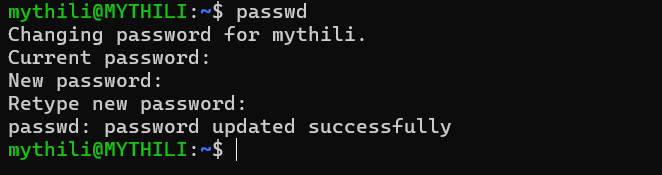 mythili@MYTHILI:~$ passwd
Changing password for mythili.
Current password:
New password:
Retype new password:
passwd: password updated successfully
mythili@MYTHILI:~$